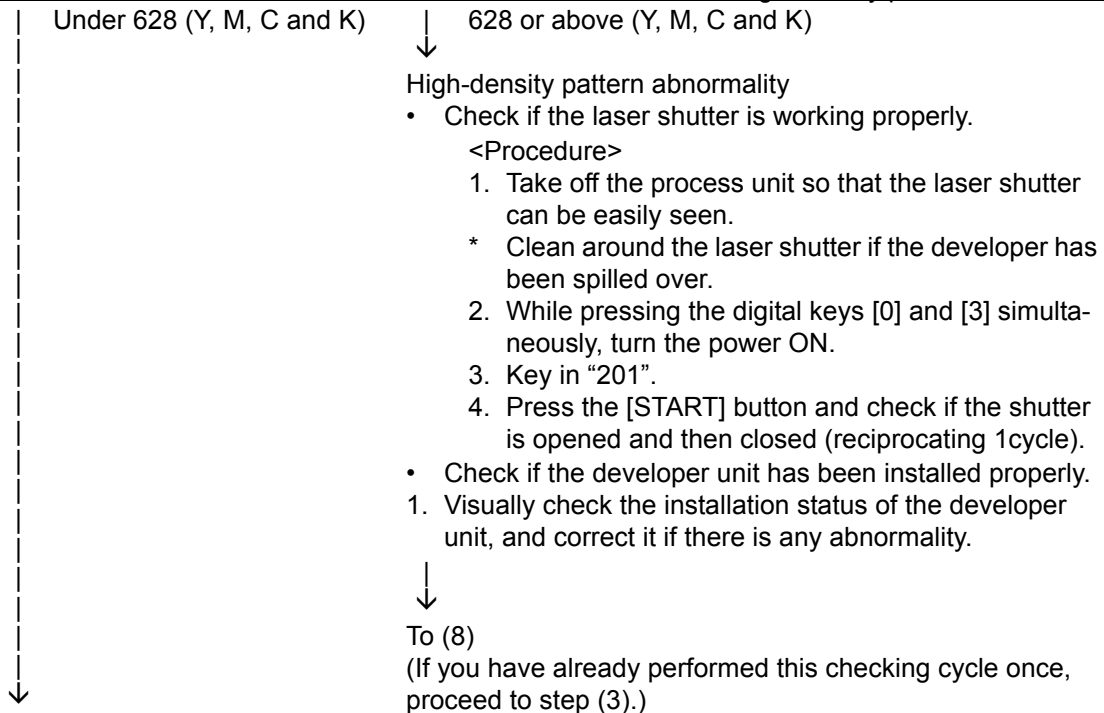 Under 628 (Y, M, C and K) 628 or above (Y, M, C and K)
High-density pattern abnormality
• Check if the laser shutter is working properly.
<Procedure>
1. Take off the process unit so that the laser shutter
can be easily seen.
* Clean around the laser shutter if the developer has
been spilled over.
2. While pressing the digital keys [0] and [3] simulta-
neously, turn the power ON.
3. Key in “201”.
4. Press the [START] button and check if the shutter
is opened and then closed (reciprocating 1cycle).
• Check if the developer unit has been installed properly.
1. Visually check the installation status of the developer
unit, and correct it if there is any abnormality.
To (8)
(If you have already performed this checking cycle once,
proceed to step (3).)